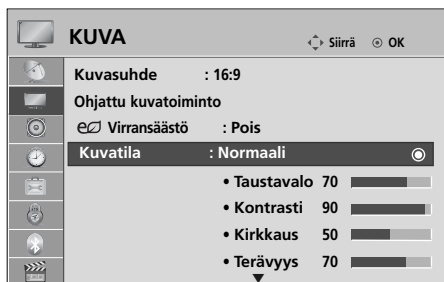 KUVA
Siirrä OK
Kuvasuhde : 16:9
Ohjattu kuvatoiminto
Virransäästö : Pois
Kuvatila : Normaali
• Taustavalo 70
• Kontrasti 90
• Kirkkaus 50
• Terävyys 70